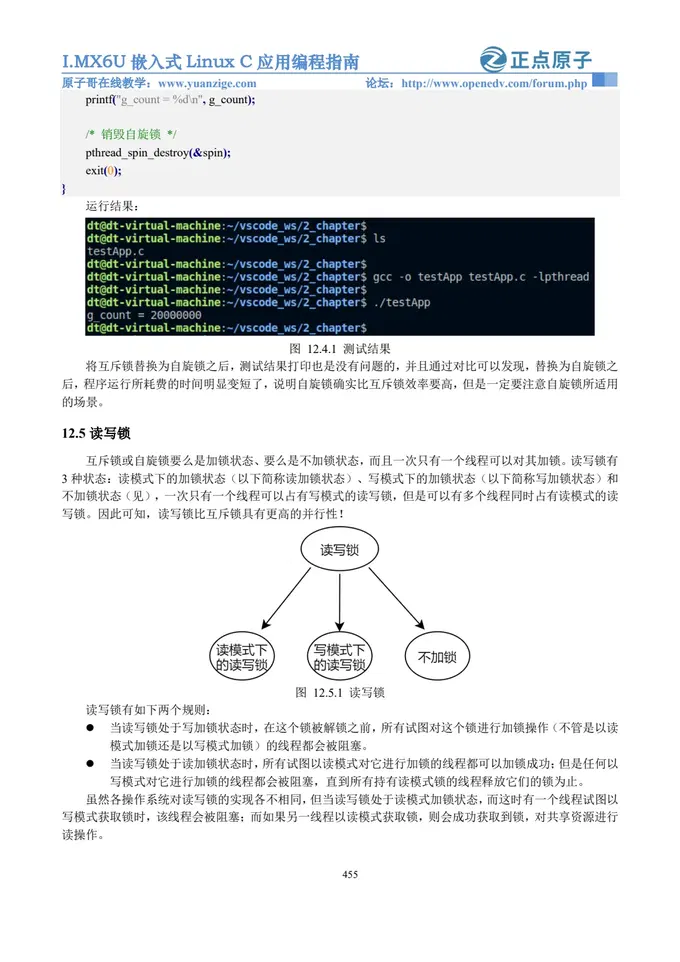 I.MX6U 嵌入式 Linux C 应用编程指南
正点原子
原子哥在线教学：www.yuanzige.com 论坛：http://www.openedv.com/forum.php
printf("g_count = %d\n", g_count);
/* 销毁自旋锁 */
pthread_spin_destroy(&spin);
exit(0);
}
运行结果：
dt@dt-virtual-machine:~/vscode_ws/2_chapter$
dt@dt-virtual-machine:~/vscode_ws/2_chapter$ ls
testApp.c
dt@dt-virtual-machine:~/vscode_ws/2_chapter$
dt@dt-virtual-machine:~/vscode_ws/2_chapter$ gcc -o testApp testApp.c -lpthread
dt@dt-virtual-machine:~/vscode_ws/2_chapter$
dt@dt-virtual-machine:~/vscode_ws/2_chapter$ ./testApp
g_count = 20000000
dt@dt-virtual-machine:~/vscode_ws/2_chapter$
图 12.4.1 测试结果
将互斥锁替换为自旋锁之后，测试结果打印也是没有问题的，并且通过对比可以发现，替换为自旋锁之
后，程序运行所耗费的时间明显变短了，说明自旋锁确实比互斥锁效率要高，但是一定要注意自旋锁所适用
的场景。
12.5 读写锁
互斥锁或自旋锁要么是加锁状态、要么是不加锁状态，而且一次只有一个线程可以对其加锁。读写锁有
3 种状态：读模式下的加锁状态（以下简称读加锁状态）、写模式下的加锁状态（以下简称写加锁状态）和
不加锁状态（见），一次只有一个线程可以占有写模式的读写锁，但是可以有多个线程同时占有读模式的读
写锁。因此可知，读写锁比互斥锁具有更高的并行性！
读写锁
读模式下
的读写锁
写模式下
的读写锁
不加锁
图 12.5.1 读写锁
读写锁有如下两个规则：
● 当读写锁处于写加锁状态时，在这个锁被解锁之前，所有试图对这个锁进行加锁操作（不管是以读
模式加锁还是以写模式加锁）的线程都会被阻塞。
● 当读写锁处于读加锁状态时，所有试图以读模式对它进行加锁的线程都可以加锁成功；但是任何以
写模式对它进行加锁的线程都会被阻塞，直到所有持有读模式锁的线程释放它们的锁为止。
虽然各操作系统对读写锁的实现各不相同，但当读写锁处于读模式加锁状态，而这时有一个线程试图以
写模式获取锁时，该线程会被阻塞；而如果另一线程以读模式获取锁，则会成功获取到锁，对共享资源进行
读操作。
455